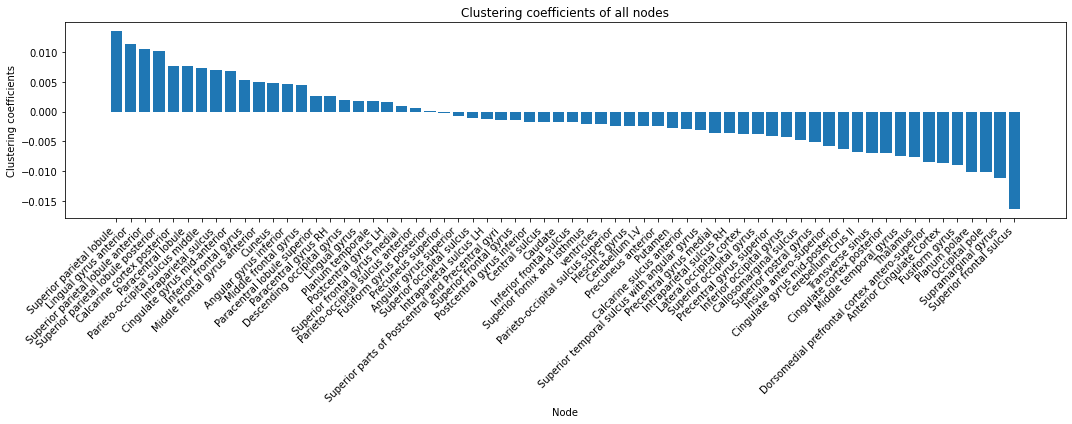 Clustering coefficients of all nodes
Clustering coefficients
0.010
0.005
0.000
−0.005
−0.010
−0.015
Superior parietal lobule
Lingual gyrus anterior
Superior parietal lobule anterior
Superior parietal lobule posterior
Calcarine cortex posterior
Paracentral lobule
Parieto-occipital sulcus middle
Intraparietal sulcus
Cingulate gyrus mid-anterior
Inferior frontal gyrus
Middle frontal gyrus anterior
Cuneus
Angular gyrus inferior
Middle frontal gyrus
Paracentral lobule superior
Paracentral gyrus RH
Descending occipital gyrus
Lingual gyrus
Planum temporale
Postcentral gyrus LH
Superior frontal gyrus medial
Parieto-occipital sulcus anterior
Fusiform gyrus posterior
Precuneus superior
Angular gyrus superior
Superior occipital sulcus
Intraparietal sulcus LH
Superior parts of Postcentral and Precentral gyri
Postcentral gyrus inferior
Central sulcus
Caudate
Inferior frontal sulcus
Superior fornix and isthmus
ventricles
Parieto-occipital sulcus superior
Heschl's gyrus
Cerebellum I-V
Precuneus anterior
Putamen
Calcarine sulcus anterior
Superior temporal sulcus with angular gyrus
Precentral gyrus medial
Intraparietal sulcus RH
Lateral occipital cortex
Superior occipital gyrus
Precentral gyrus superior
Inferior occipital gyrus
Callosomarginal sulcus
Superior rostral gyrus
Insula antero-superior
Cingulate gyrus mid-posterior
Cerebellum Crus II
Transverse sinus
Cingulate cortex posterior
Middle temporal gyrus
Thalamus
Dorsomedial prefrontal cortex antero-superior
Anterior Cingulate Cortex
Fusiform gyrus
Planum polare
Occipital pole
Supramarginal gyrus
Superior frontal sulcus
Node